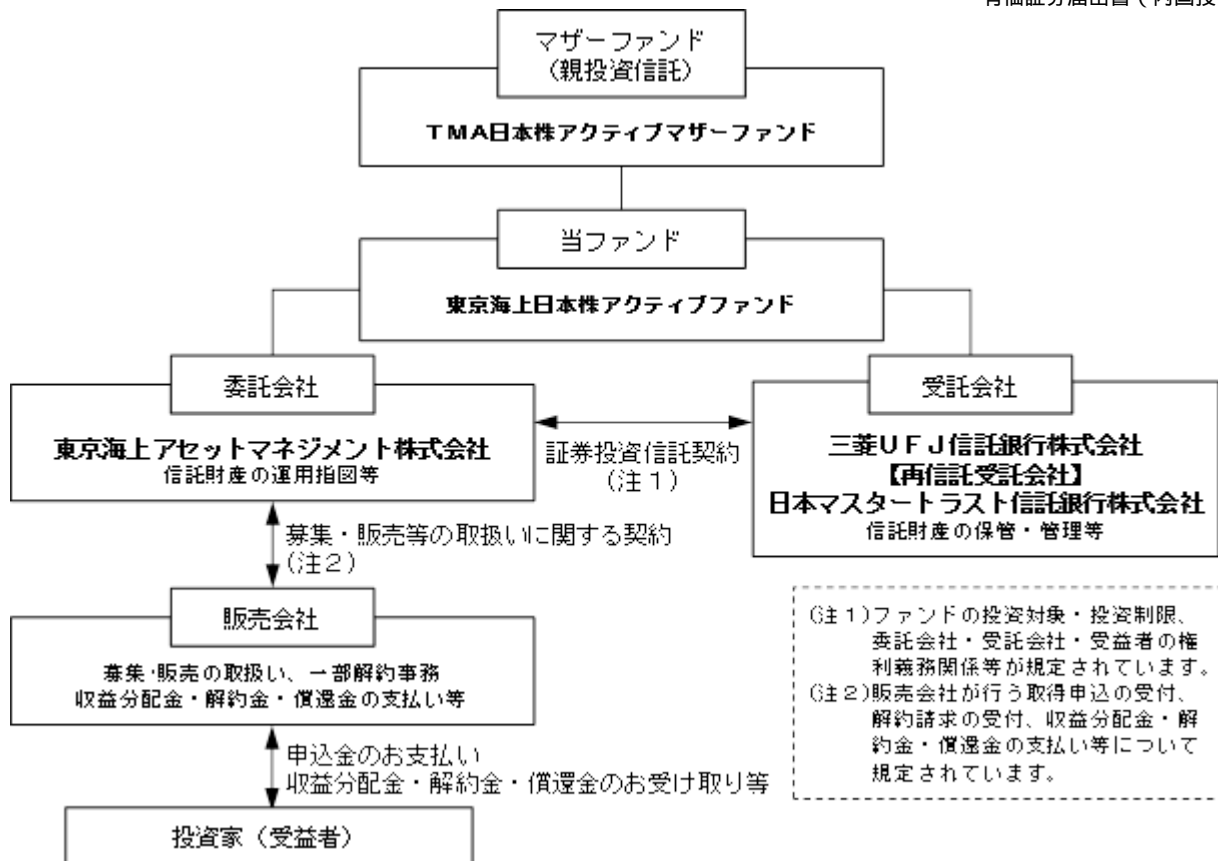 マザーファンド
(親投資信託)
TMA日本株アクティブマザーファンド
当ファンド
東京海上日本株アクティブファンド
委託会社
東京海上アセットマネジメント株式会社
信託財産の運用指図等
証券投資信託契約
(注1)
受託会社
三菱UFJ信託銀行株式会社
【再信託受託会社】
日本マスタートラスト信託銀行株式会社
信託財産の保管・管理等
募集・販売等の取扱いに関する契約
(注2)
販売会社
募集・販売の取扱い、一部解約事務
収益分配金・解約金・償還金の支払い等
(注1)ファンドの投資対象・投資制限、
委託会社・受託会社・受益者の権
利義務関係等が規定されています。
(注2)販売会社が行う取得申込の受付、
解約請求の受付、収益分配金・解
約金・償還金の支払い等について
規定されています。
申込金のお支払い
収益分配金・解約金・償還金のお受け取り等
投資家(受益者)